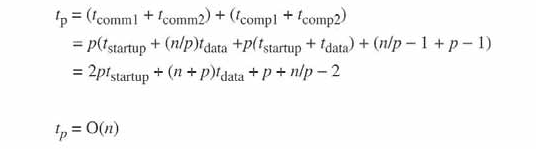 t_p = (t_comm1 + t_comm2) + (t_comp1 + t_comp2)
= p(t_startup + (n/p)t_data +p(t_startup + t_data) + (n/p − 1 + p − 1)
= 2pt_startup + (n + p)t_data + p + n/p − 2
t_p = O(n)